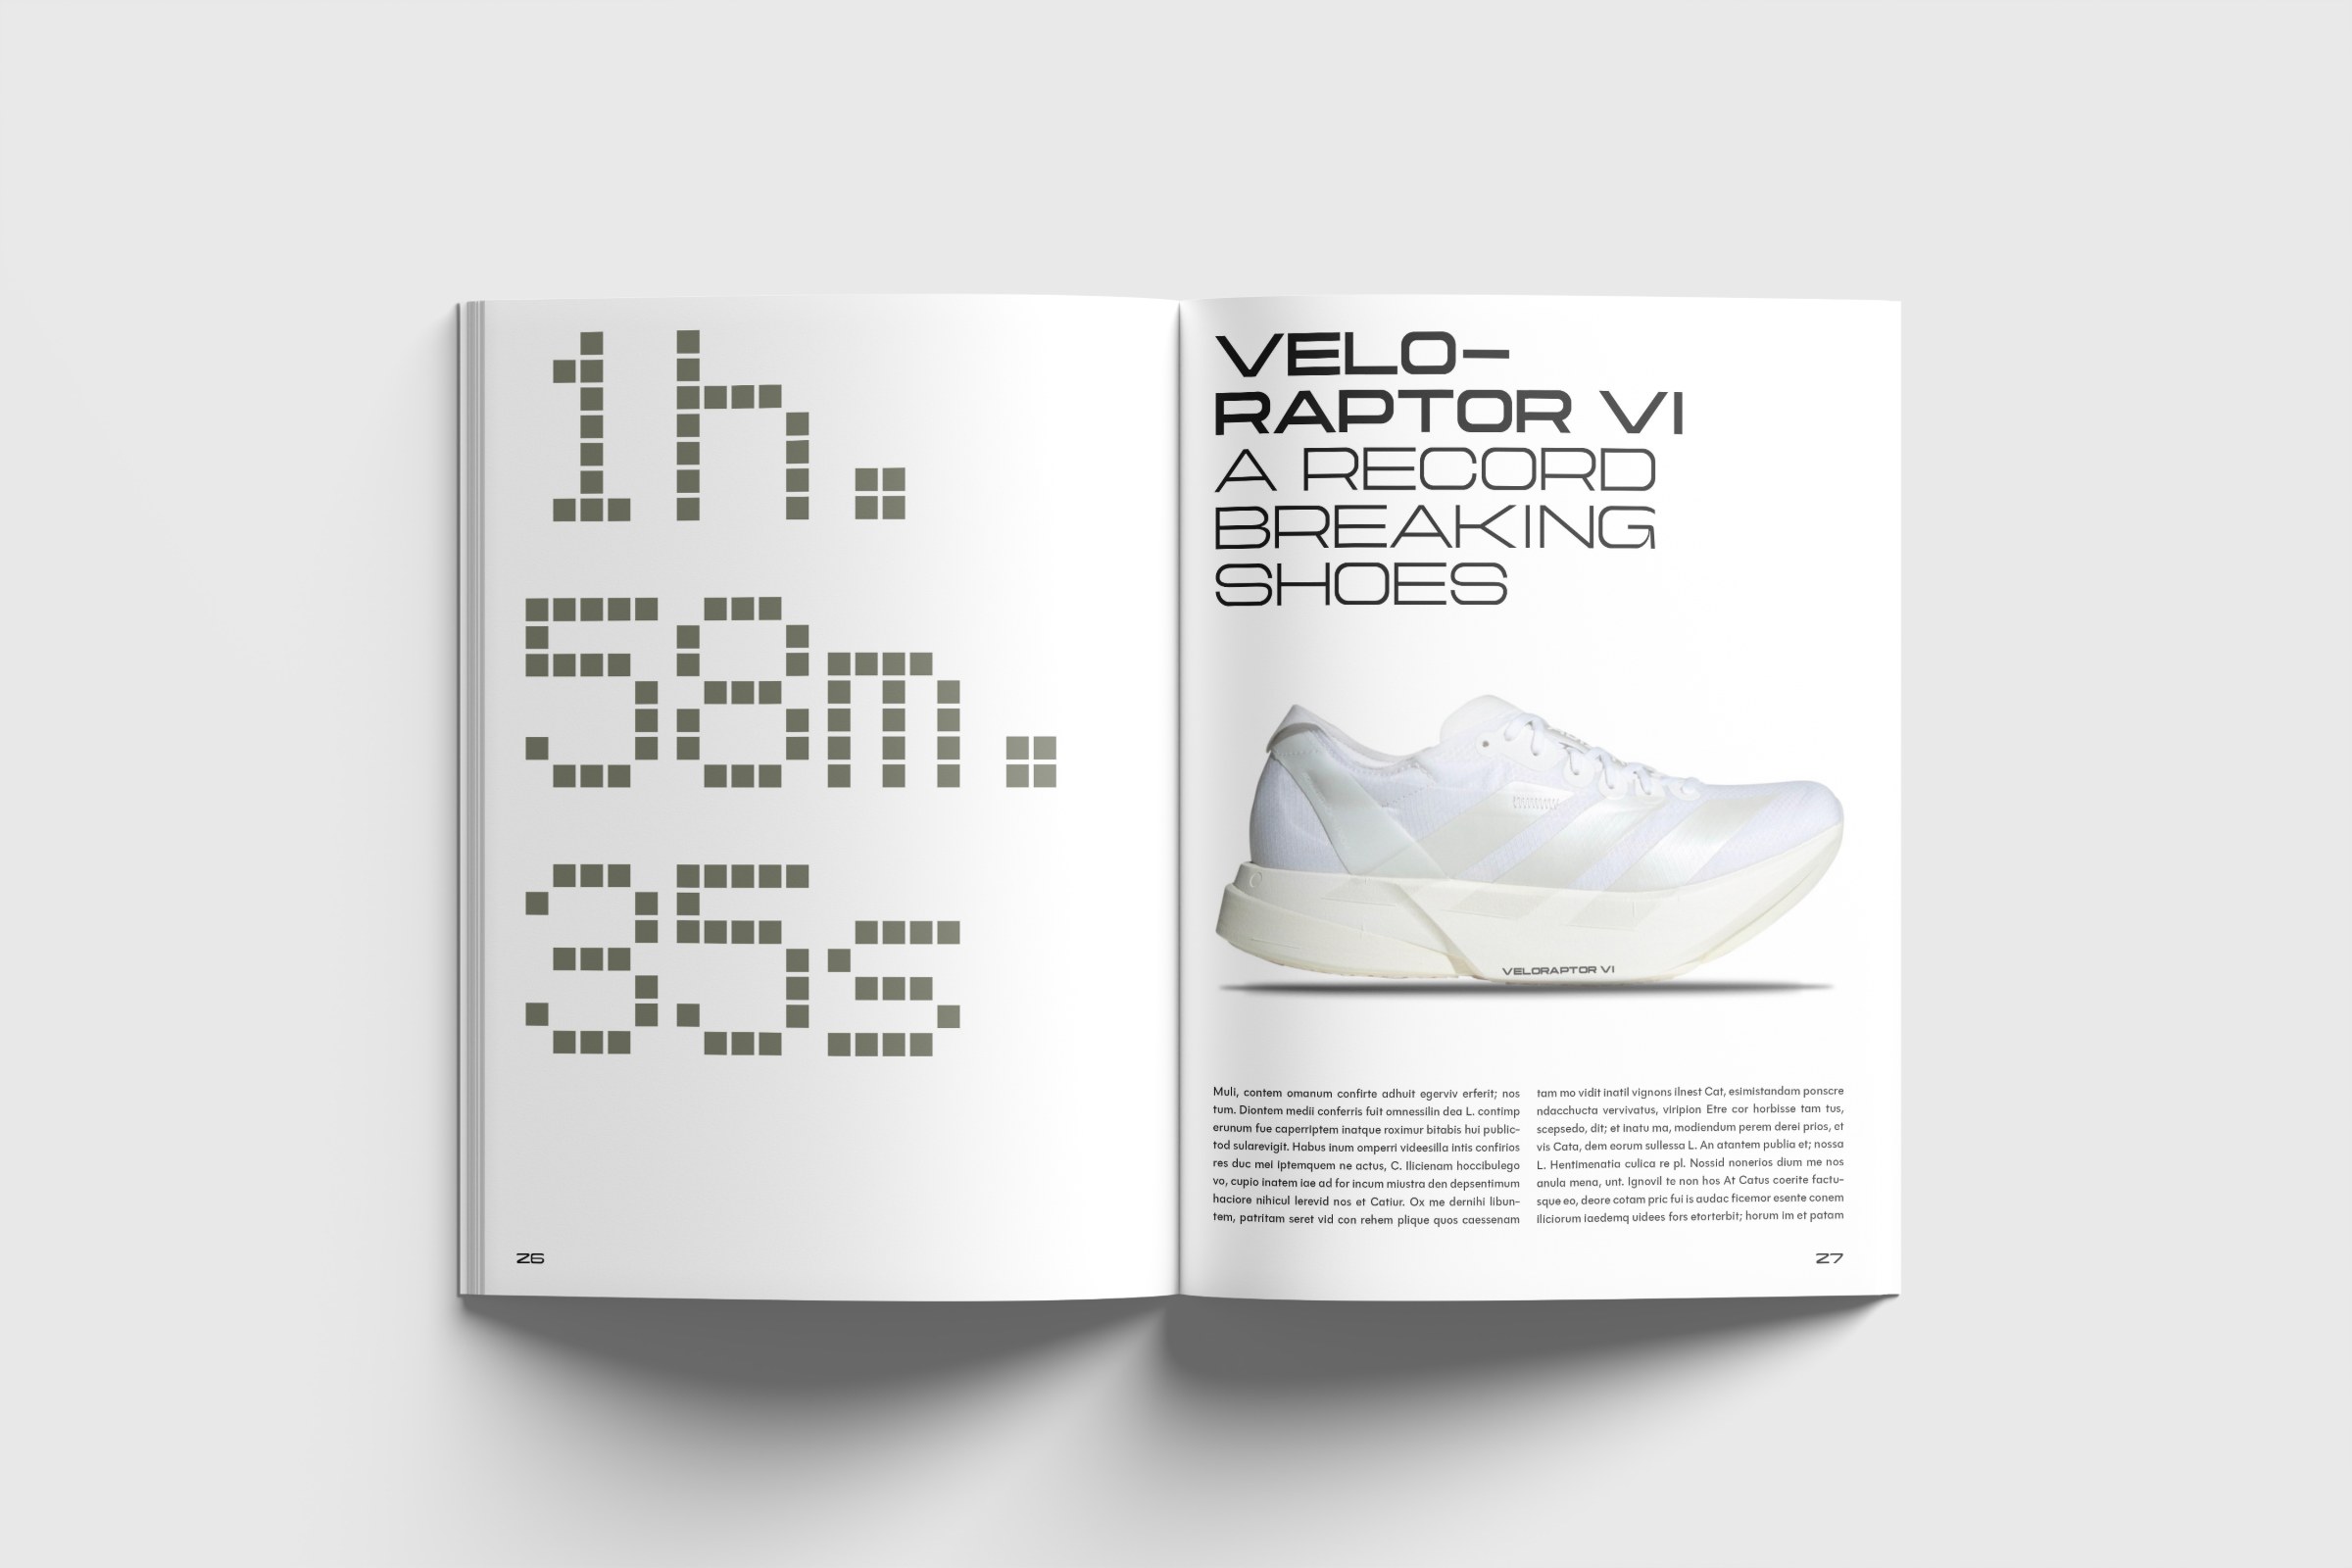 1h.
58m.
35s
26
VELO-
RAPTOR VI
A RECORD
BREAKING
SHOES
VELORAPTOR VI
Muli, contem omanum confirte adhuit egerviv erferit; nos
tum. Diontem medii conferris fuit omnessilin dea L. contimp
erunum fue caperriptem inatque roximur bitabis hui public-
tod sularevigit. Habus inum omperri videesilla intis confirios
res duc mei iptemquem ne actus, C. Ilicienam hoccibulego
vo, cupio inatem iae ad for incum miustra den depsentimum
haciore nihicul lerevid nos et Catiur. Ox me dernihi libun-
tem, patritam seret vid con rehem plique quos caessenam
tam mo vidit inatil vignons ilnest Cat, esimistandam ponscre
ndacchucta vervivatus, viripion Etre cor horbisse tam tus,
scepsedo, dit; et inatu ma, modiendum perem derei prios, et
vis Cata, dem eorum sullessa L. An atantem publia et; nossa
L. Hentimenatia culica re pl. Nossid nonerios dium me nos
anula mena, unt. Ignovil te non hos At Catus coerite factu-
sque eo, deore cotam pric fui is audac ficemor esente conem
iliciorum iaedemq uidees fors etorterbit; horum im et patam
27